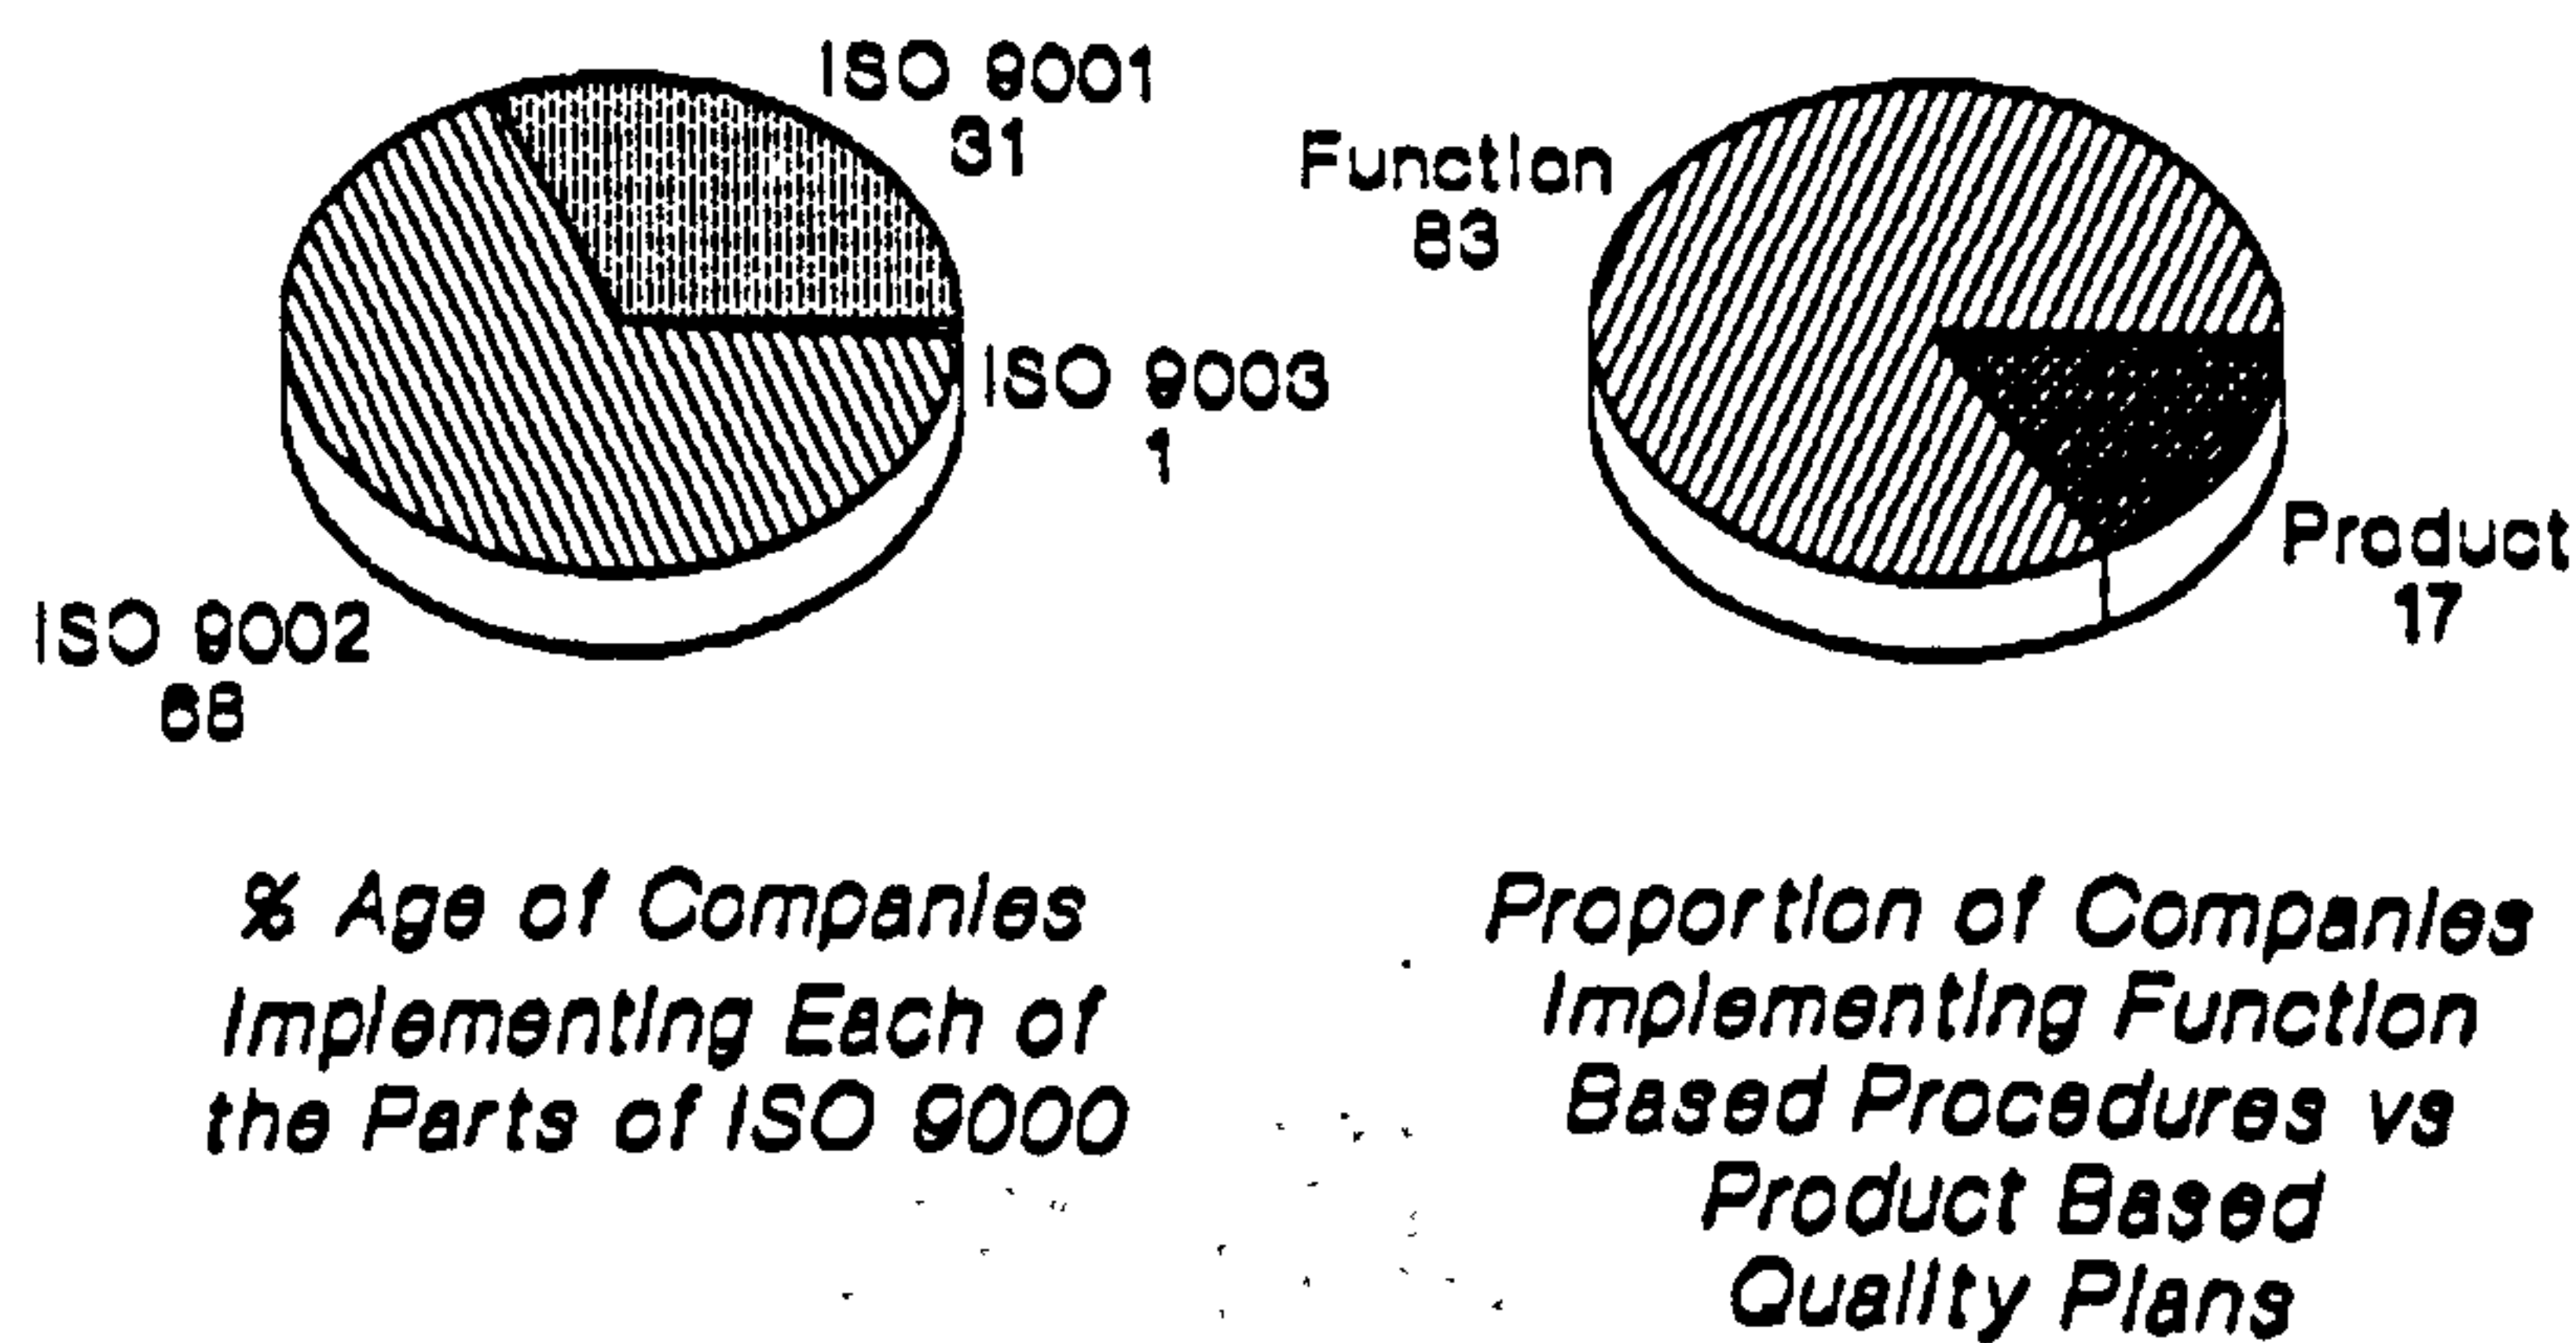 ISO 9001
31
ISO 9003
1
ISO 9002
68
% Age of Companies
Implementing Each of
the Parts of ISO 9000
Function
83
Product
17
Proportion of Companies
Implementing Function
Based Procedures vs
Product Based
Quality Plans